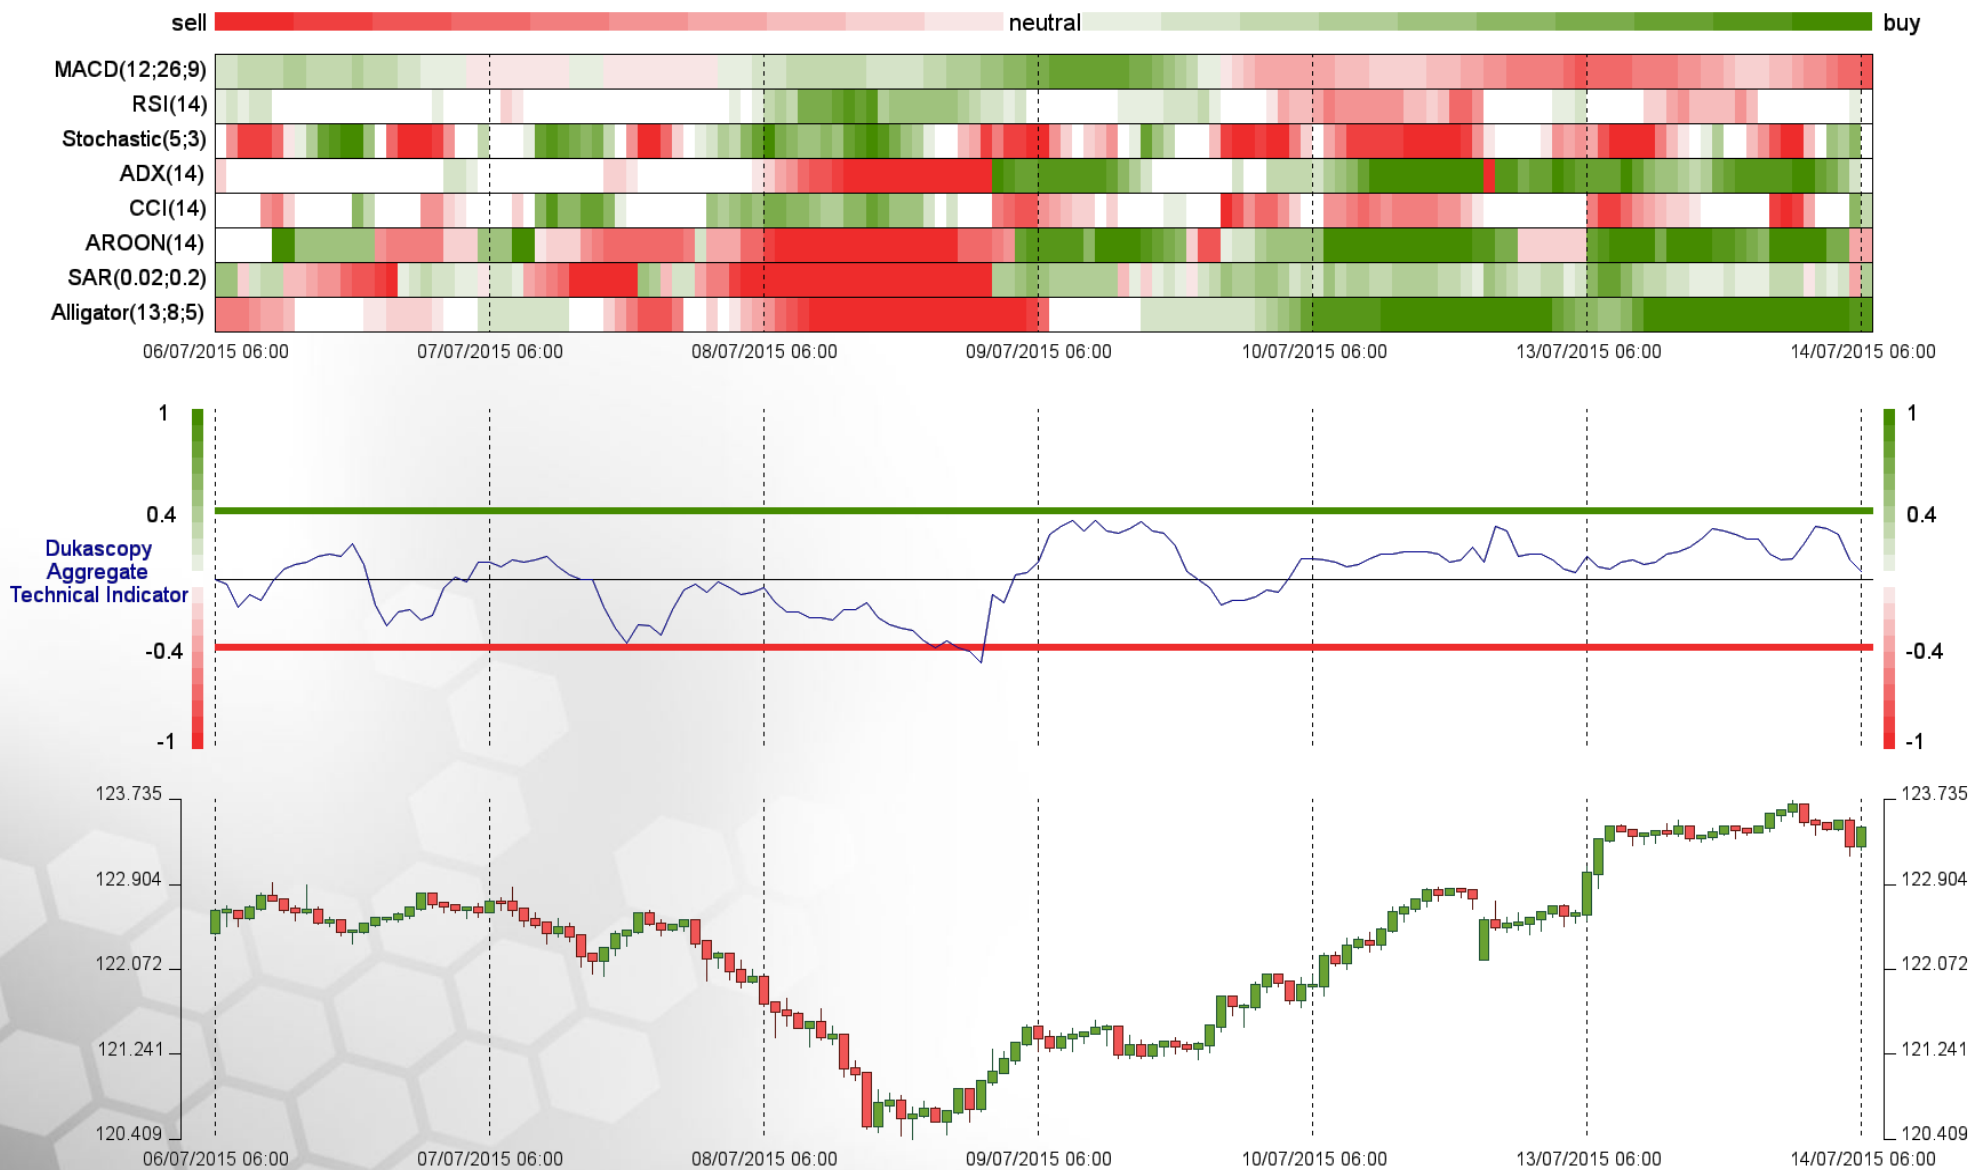 sell neutral buy
MACD(12;26;9)
RSI(14)
Stochastic(5;3)
ADX(14)
CCI(14)
AROON(14)
SAR(0.02;0.2)
Alligator(13;8;5)
06/07/2015 06:00 07/07/2015 06:00 08/07/2015 06:00 09/07/2015 06:00 10/07/2015 06:00 13/07/2015 06:00 14/07/2015 06:00
1 1
0.4 0.4
Dukascopy
Aggregate
Technical Indicator
-0.4 -0.4
-1 -1
123.735 123.735
122.904 122.904
122.072 122.072
121.241 121.241
120.409 120.409
06/07/2015 06:00 07/07/2015 06:00 08/07/2015 06:00 09/07/2015 06:00 10/07/2015 06:00 13/07/2015 06:00 14/07/2015 06:00